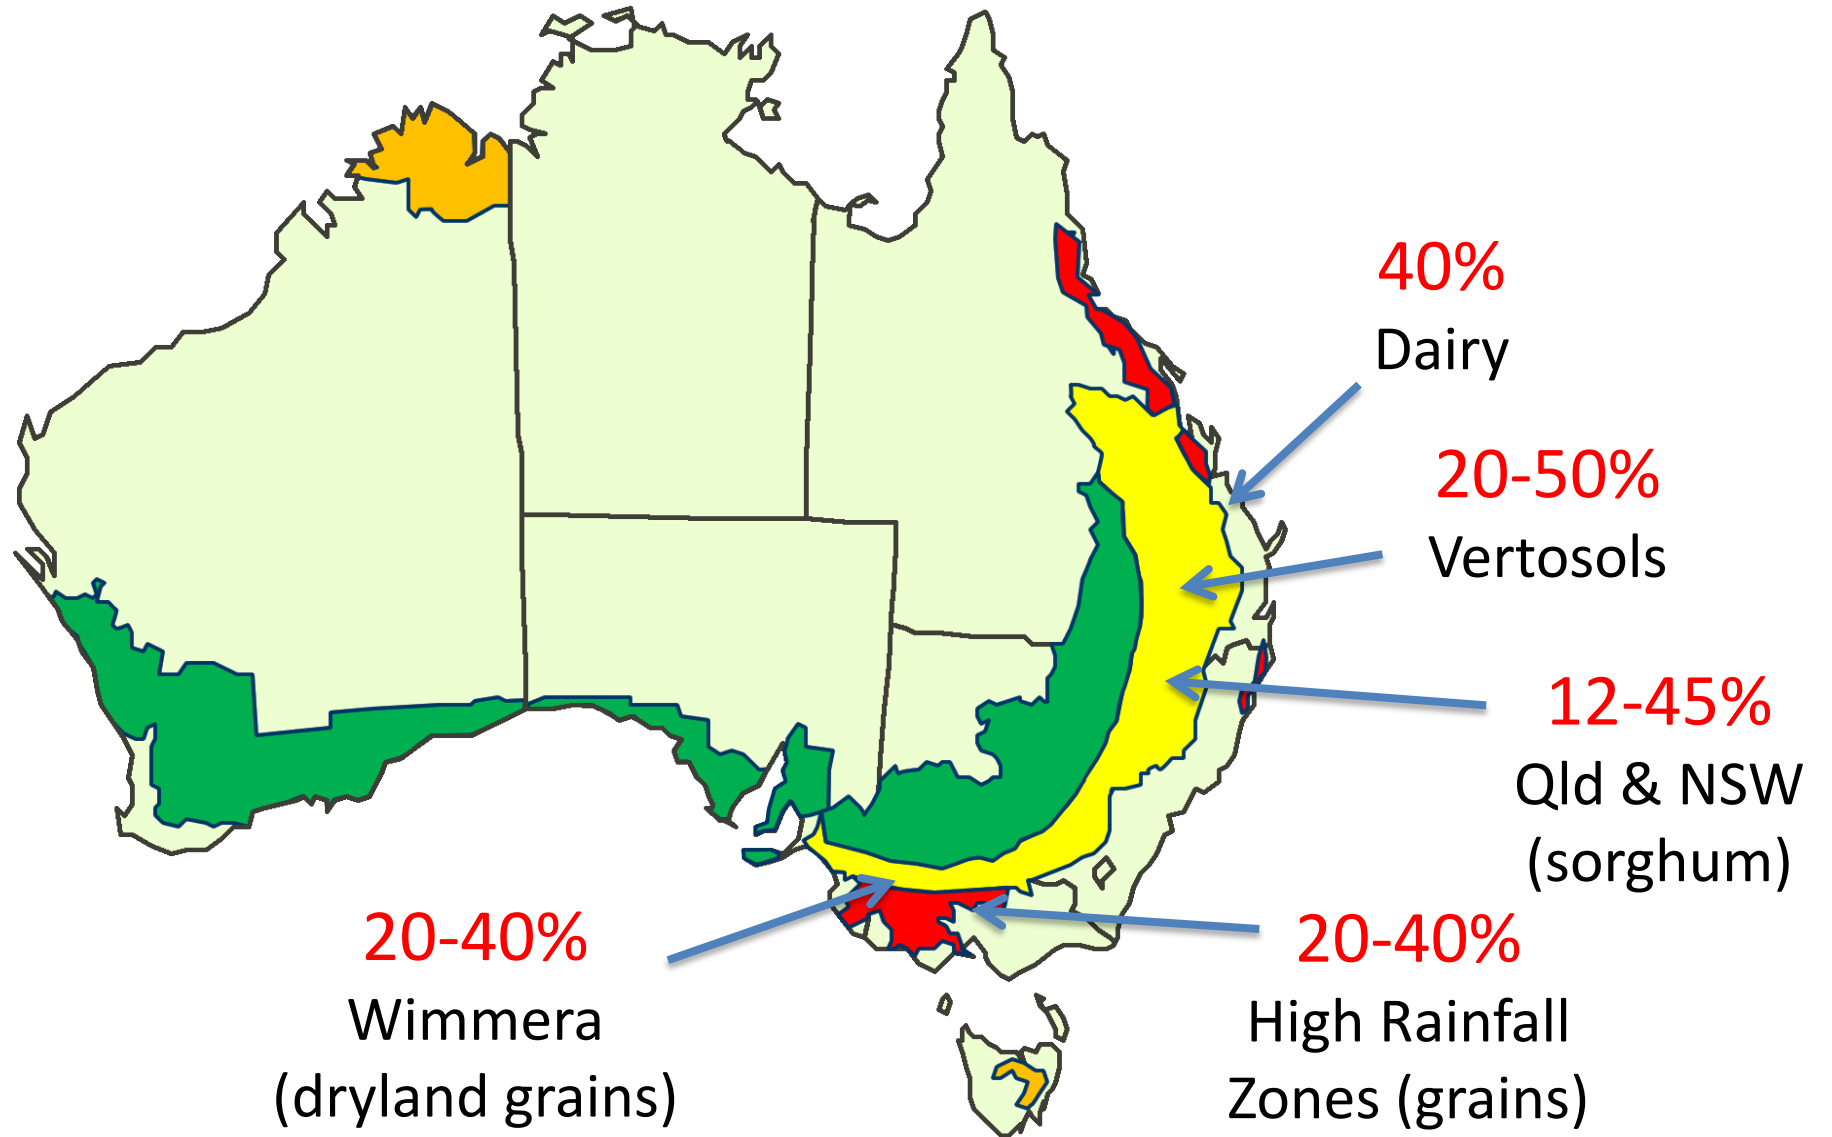 40%
Dairy
20-50%
Vertosols
12-45%
Qld & NSW
(sorghum)
20-40%
Wimmera
(dryland grains)
20-40%
High Rainfall
Zones (grains)